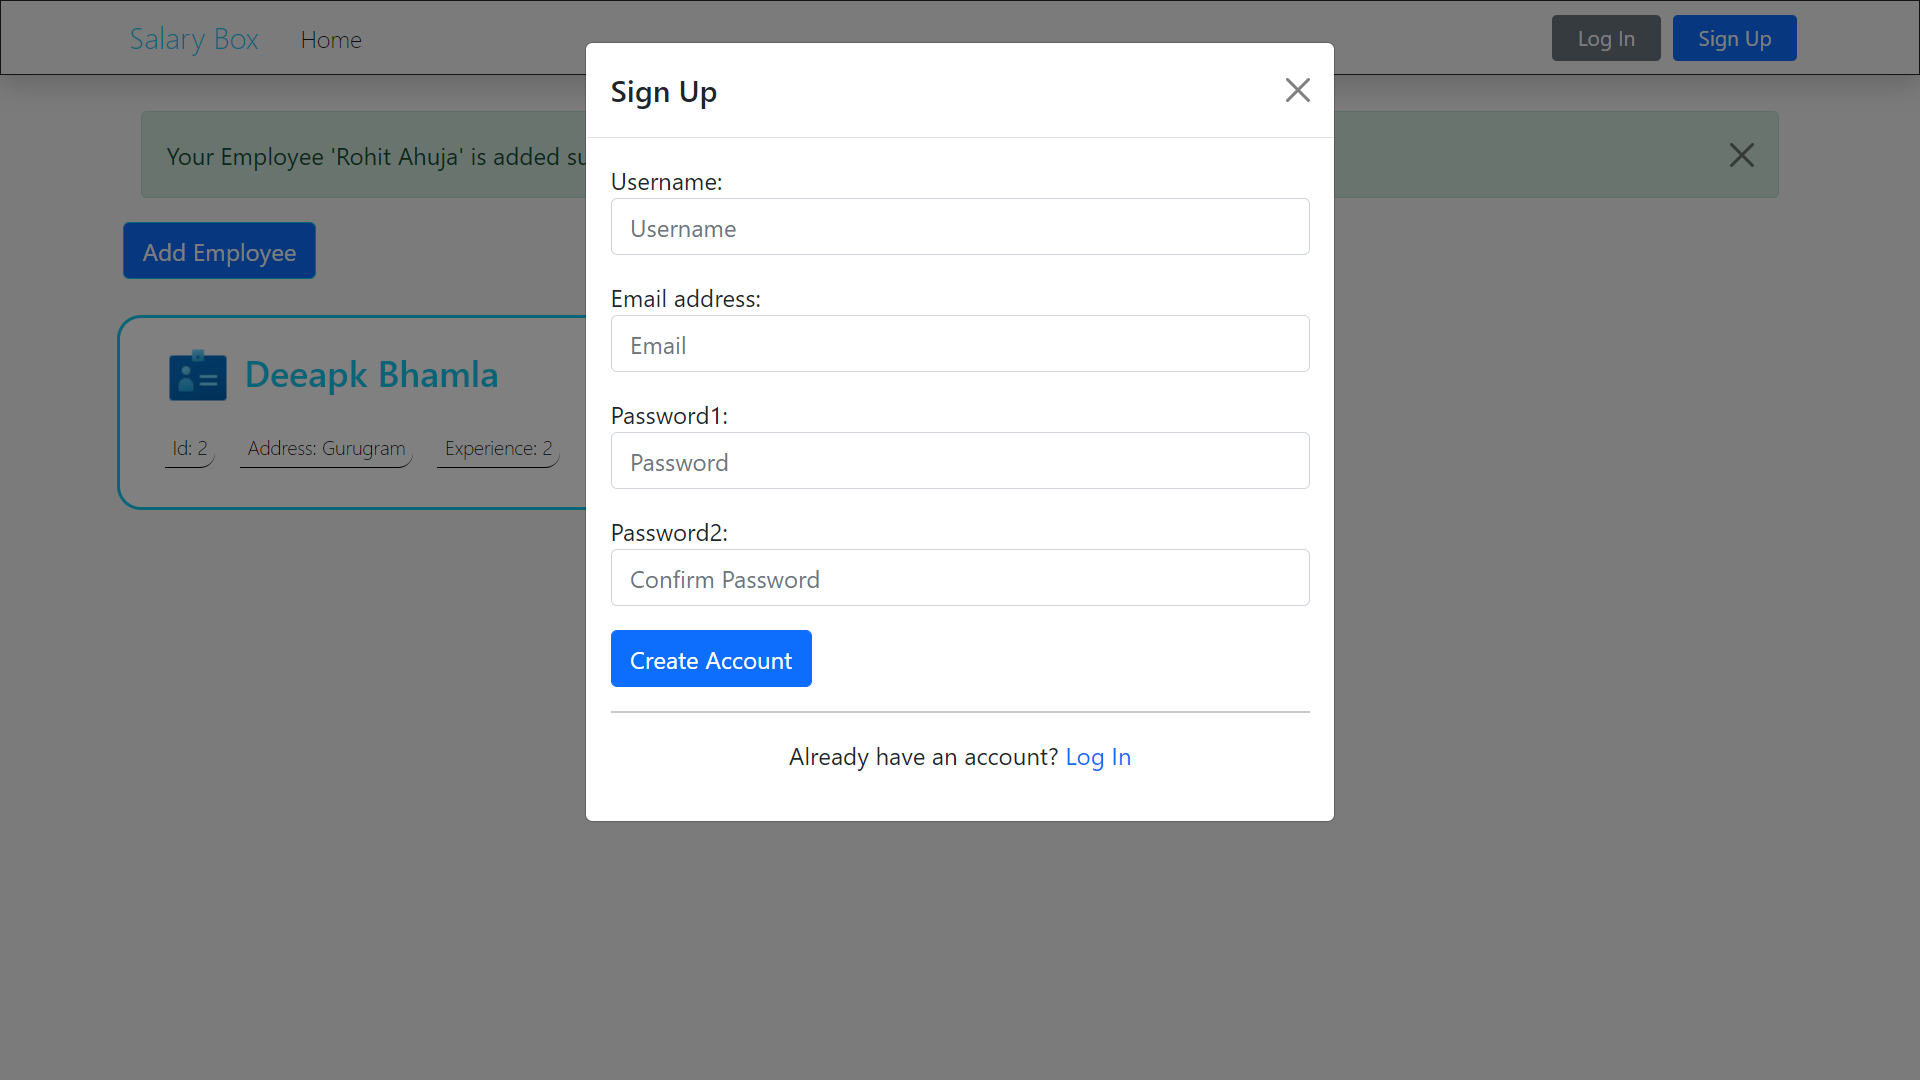 Salary Box
Home
Log In
Sign Up
Your Employee 'Rohit Ahuja' is added
Add Employee
Deeapk Bhamla
Id: 2
Address: Gurugram
Experience: 2
Sign Up
Username:
Username
Email address:
Email
Password1:
Password
Password2:
Confirm Password
Create Account
Already have an account? Log In